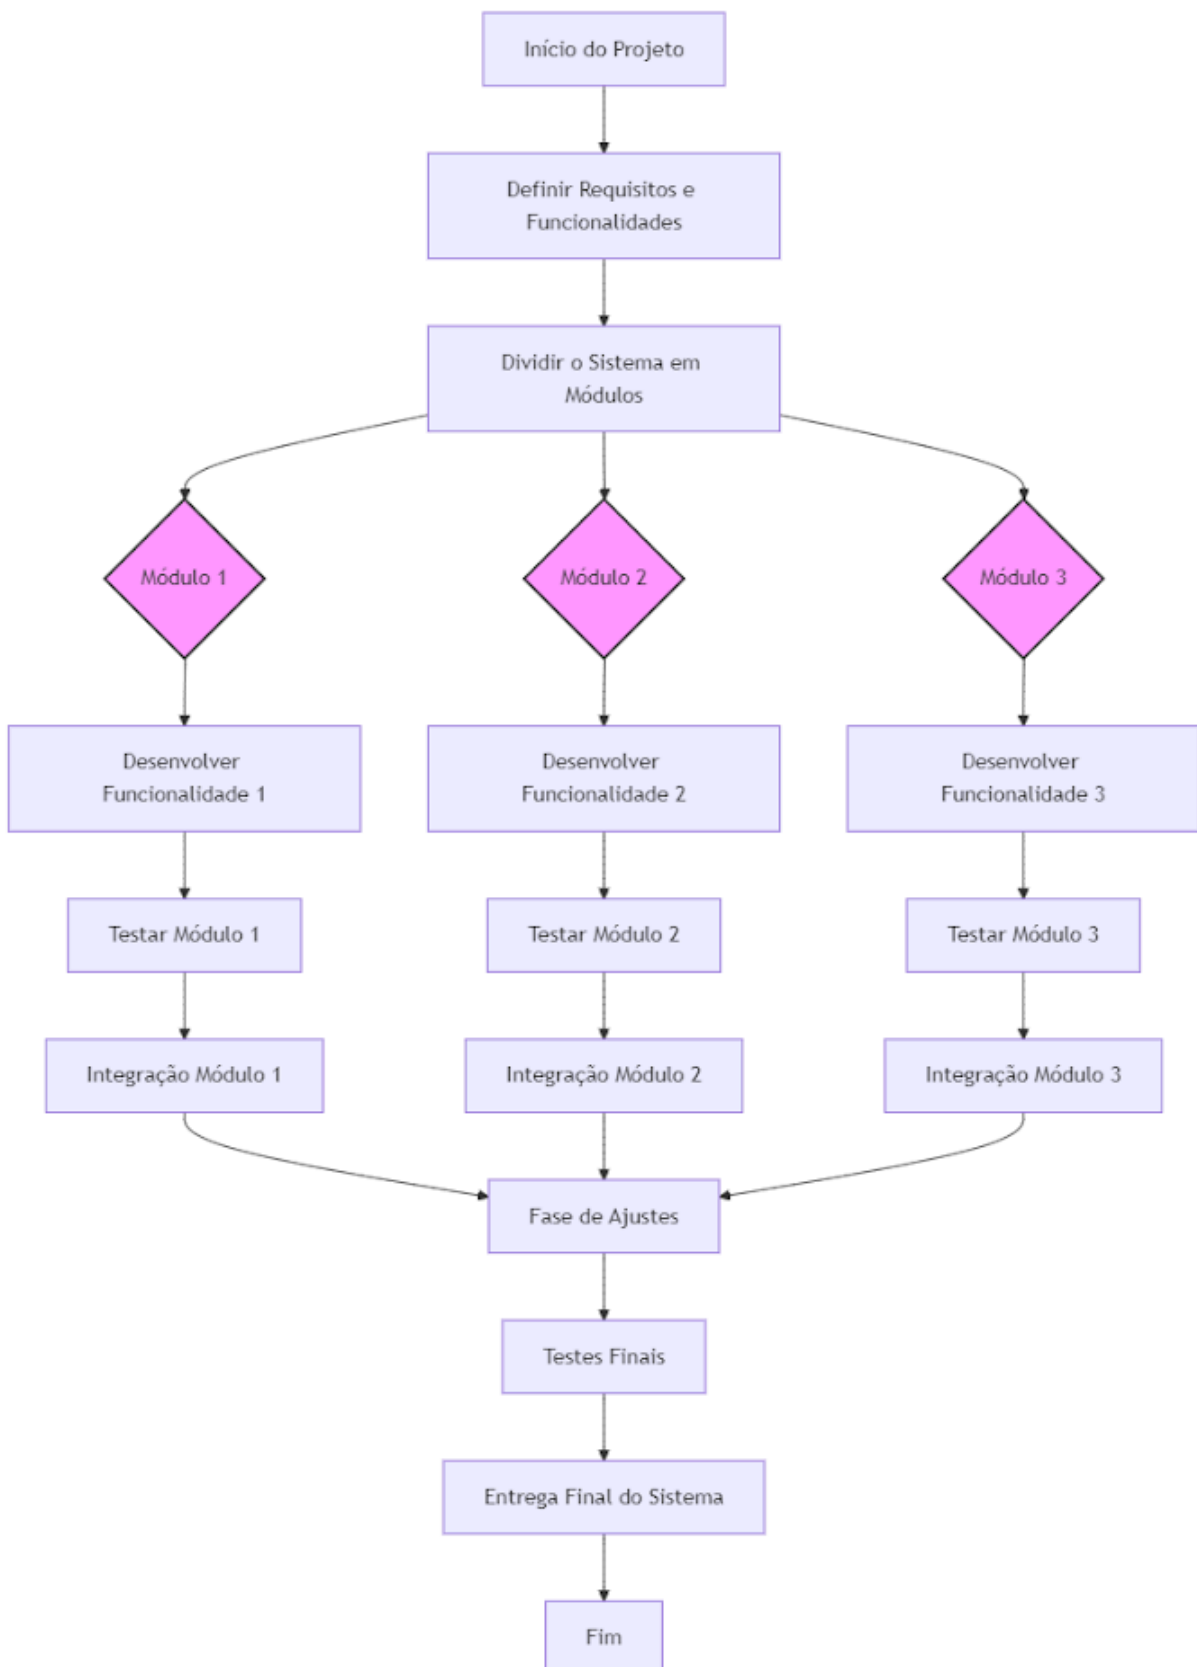 Início do Projeto
Definir Requisitos e
Funcionalidades
Dividir o Sistema em
Módulos
Módulo 1
Módulo 2
Módulo 3
Desenvolver
Funcionalidade 1
Desenvolver
Funcionalidade 2
Desenvolver
Funcionalidade 3
Testar Módulo 1
Testar Módulo 2
Testar Módulo 3
Integração Módulo 1
Integração Módulo 2
Integração Módulo 3
Fase de Ajustes
Testes Finais
Entrega Final do Sistema
Fim